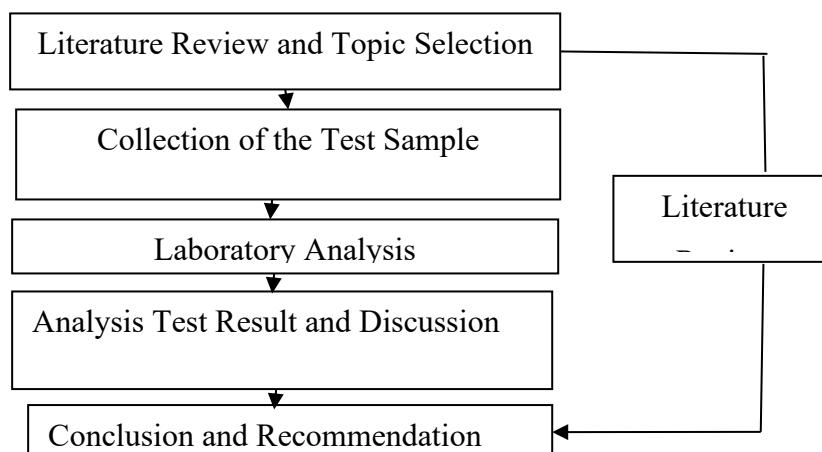 Literature Review and Topic Selection
Collection of the Test Sample
Laboratory Analysis
Literature
Analysis Test Result and Discussion
Conclusion and Recommendation